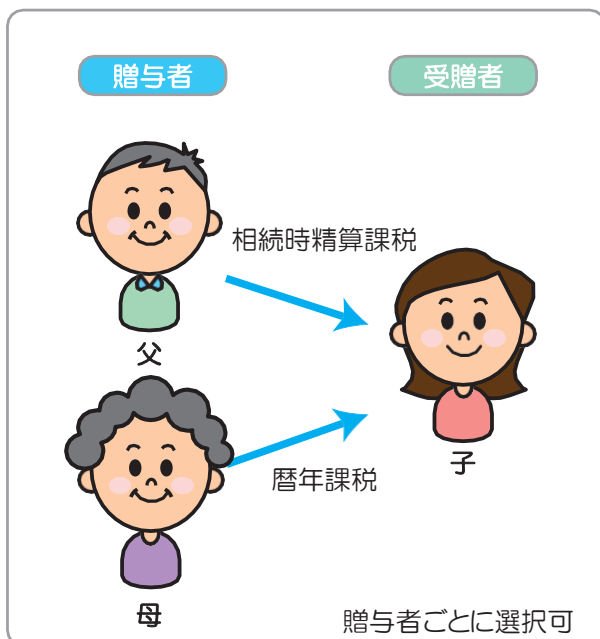 贈与者
受贈者
相続時精算課税
父
暦年課税
子
母
贈与者ごとに選択可